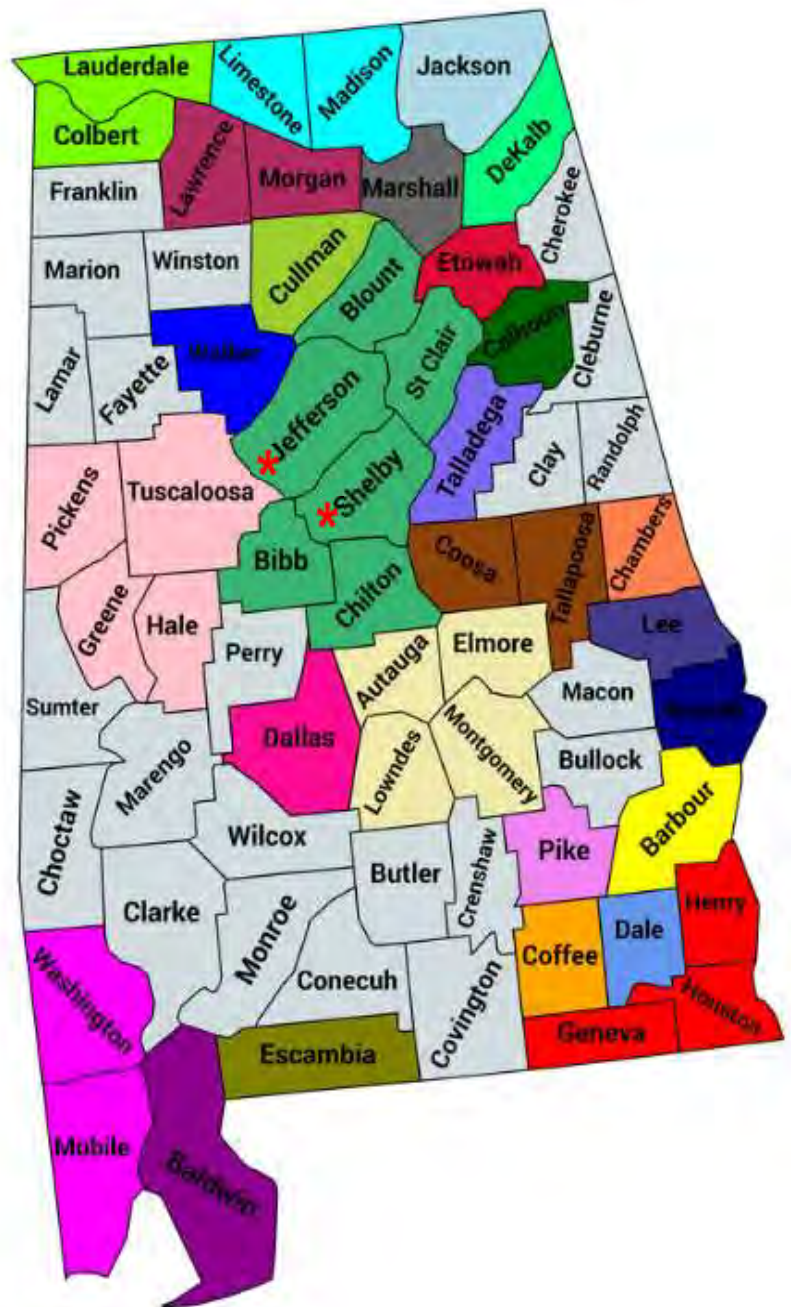 Lauderdale
Limestone
Madison
Jackson
Colbert
Lawrence
Morgan
Marshall
DeKalb
Franklin
Cherokee
Marion
Winston
Cullman
Blount
Etowah
Walker
St Clair
Calhoun
Cleburne
Lamar
Fayette
*Jefferson
Talladega
Clay
Randolph
Pickens
Tuscaloosa
*Shelby
Bibb
Chilton
Coosa
Tallapoosa
Chambers
Greene
Hale
Perry
Autauga
Elmore
Lee
Sumter
Dallas
Macon
Marengo
Lowndes
Montgomery
Bullock
Choctaw
Wilcox
Butler
Crenshaw
Pike
Barbour
Clarke
Monroe
Conecuh
Coffee
Dale
Henry
Washington
Covington
Houston
Escambia
Geneva
Mobile
Baldwin